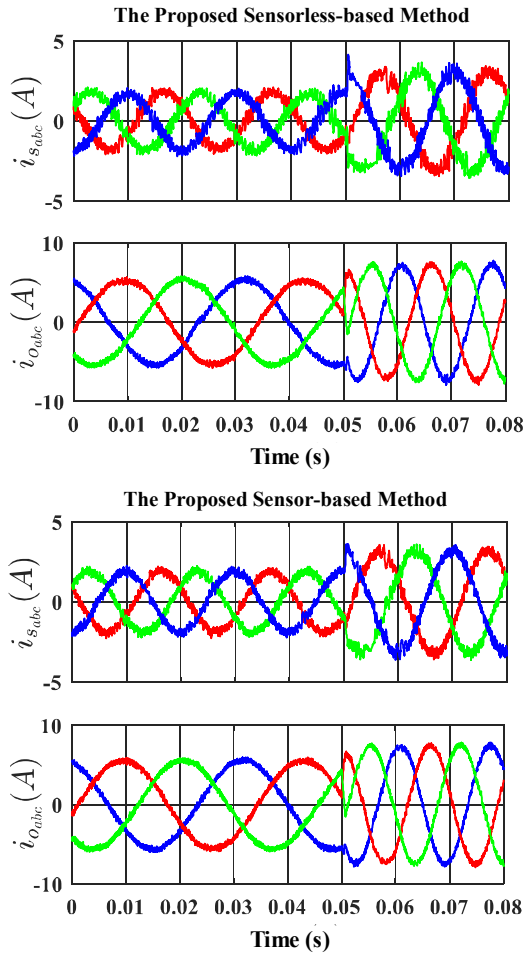 The Proposed Sensorless-based Method
5
0
-5
i_{s_{abc}}(A)
10
0
-10
i_{o_{abc}}(A)
0 0.01 0.02 0.03 0.04 0.05 0.06 0.07 0.08
Time (s)
The Proposed Sensor-based Method
5
0
-5
i_{s_{abc}}(A)
10
0
-10
i_{o_{abc}}(A)
0 0.01 0.02 0.03 0.04 0.05 0.06 0.07 0.08
Time (s)